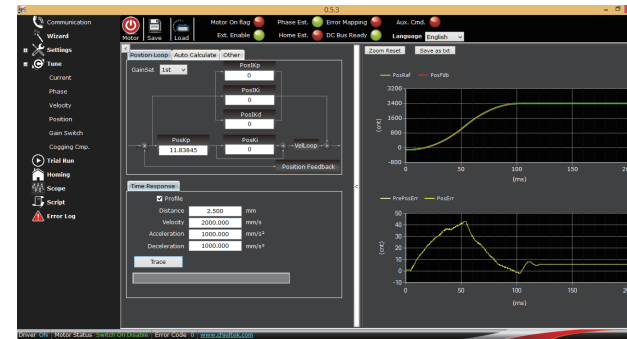 0.5.3
Communication
Wizard
Settings
Tune
Current
Phase
Velocity
Position
Gain Switch
Cogging Cmp.
Trial Run
Homing
Scope
Script
Error Log
Motor Save Load
Motor On flag Phase Est. Error Mapping Aux. Cmd.
Ext. Enable Home Est. DC Bus Ready Language English
Postion Loop Auto Calculate Other
GainSet 1st
PosIKp
0
PosIKi
0
PosIKd
0
PosKp
11.83845
PosKi
0
VelLoop
Position Feedback
Time Response
Profile
Distance 2.500 mm
Velocity 2000.000 mm/s
Acceleration 1000.000 mm/s²
Deceleration 1000.000 mm/s²
Trace
Zoom Reset Save as txt
PosRef PosFdb
3200
2400
1600
800
0
-800
(cnt)
0 50 100 150 2
(ms)
PrePosErr PosErr
50
40
30
20
10
0
-10
(cnt)
0 50 100 150 2
(ms)
Driver ON Motor Status Switch On Disable Error Code 0 www.chieftek.com